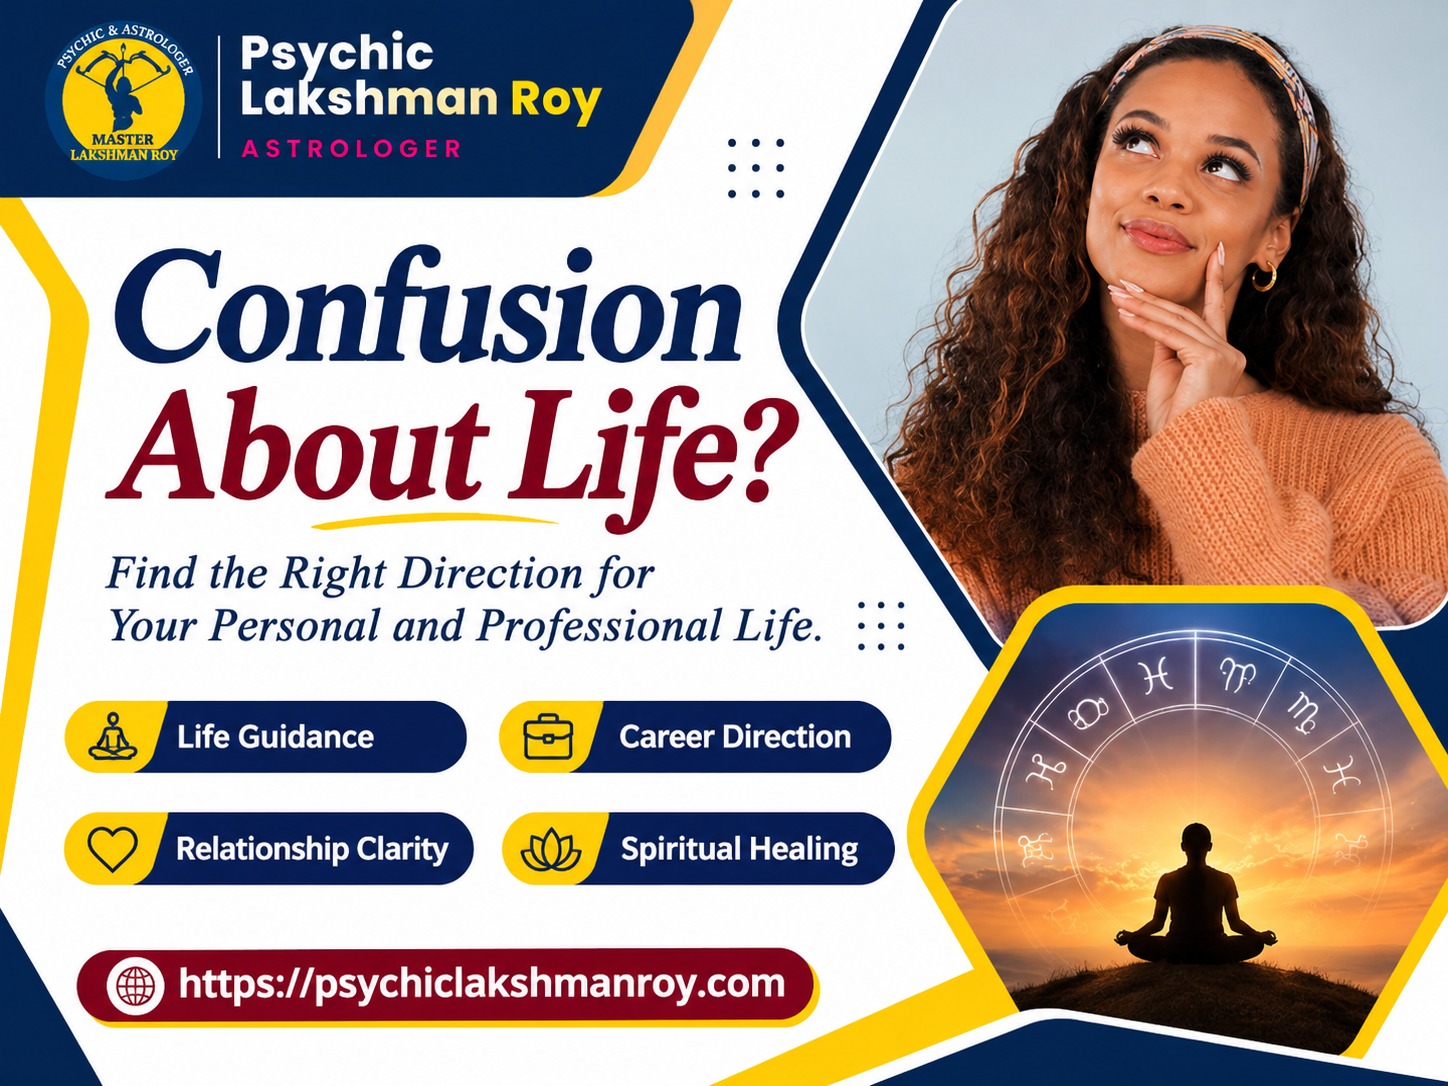 PSYCHIC & ASTROLOGER
MASTER
LAKSHMAN ROY
Psychic
Lakshman Roy
ASTROLOGER
Confusion
About Life?
Find the Right Direction for
Your Personal and Professional Life.
Life Guidance
Career Direction
Relationship Clarity
Spiritual Healing
https://psychiclakshmanroy.com